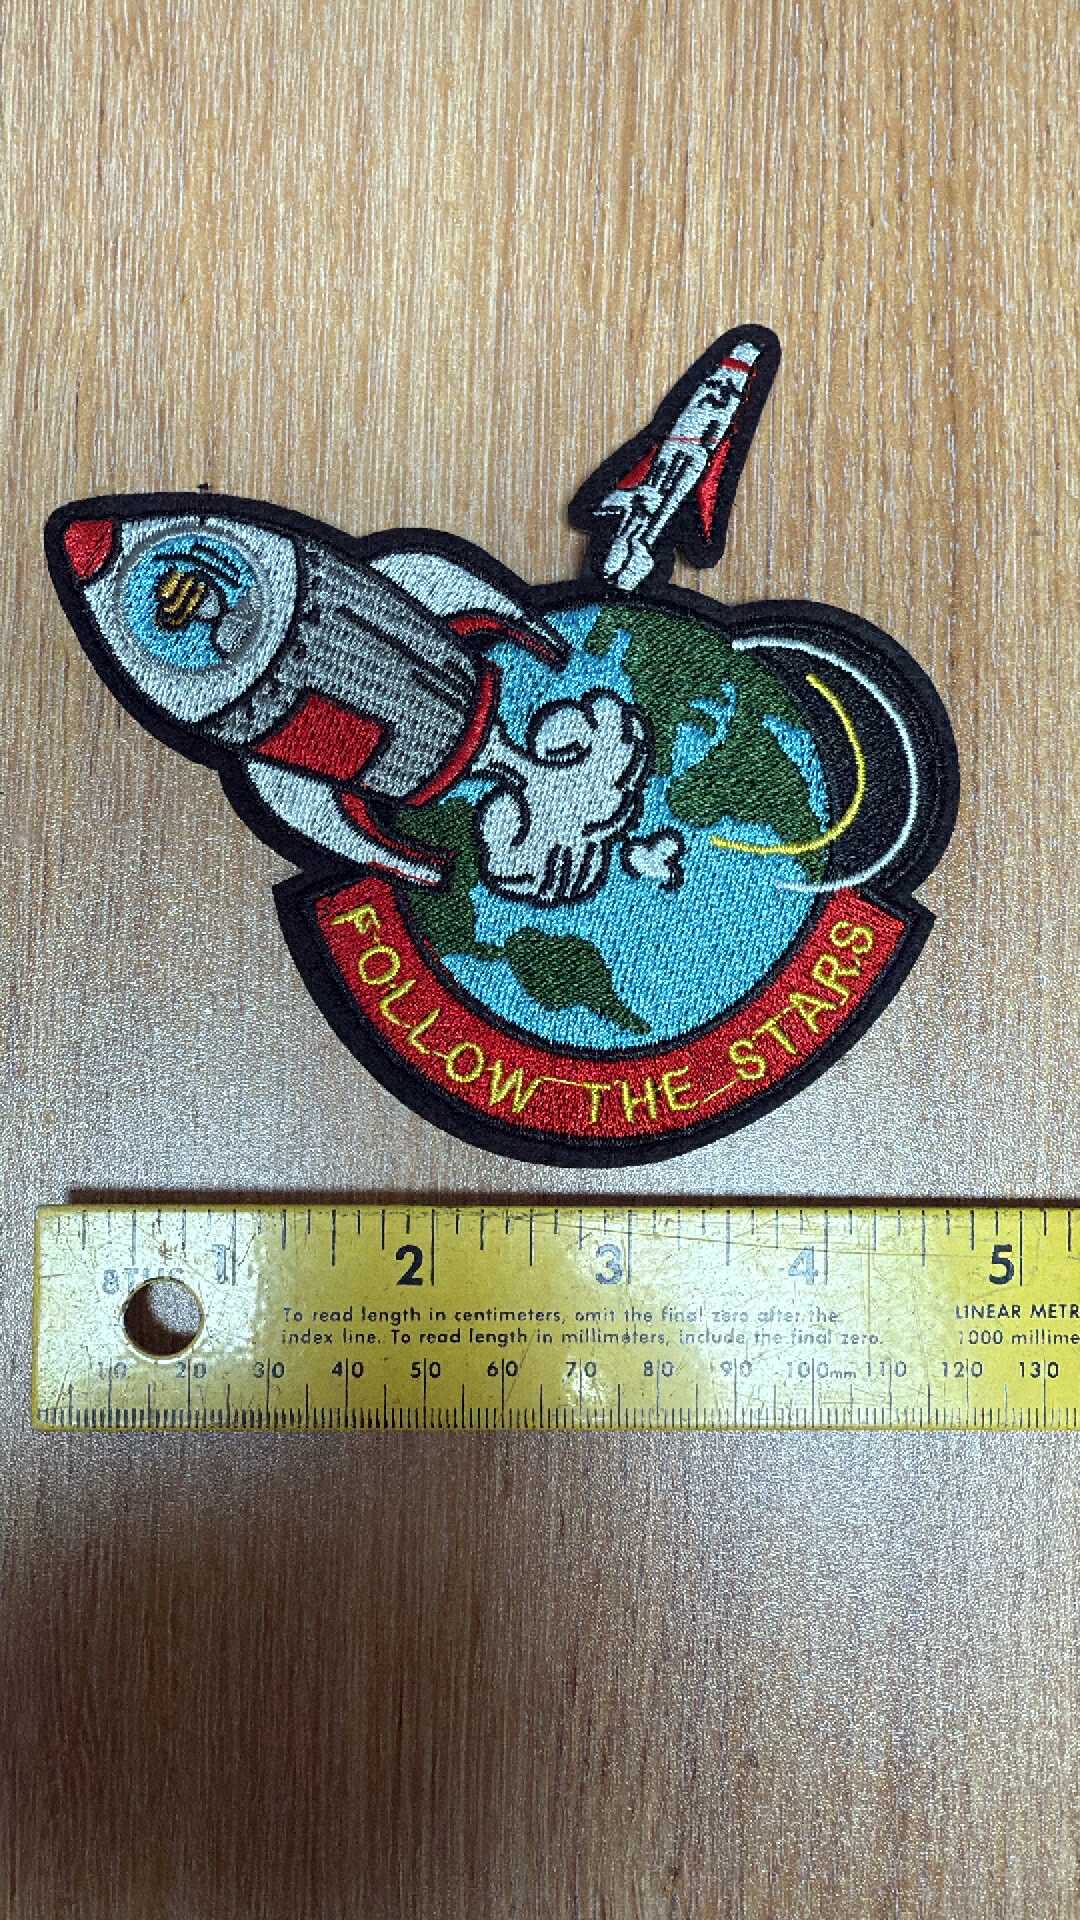 FOLLOW THE STARS
8THS 1 2 3 4 5
To read length in centimeters, omit the final zero after the
index line. To read length in millimeters, include the final zero.
LINEAR METR
1000 millime
10 20 30 40 50 60 70 80 90 100mm 110 120 130